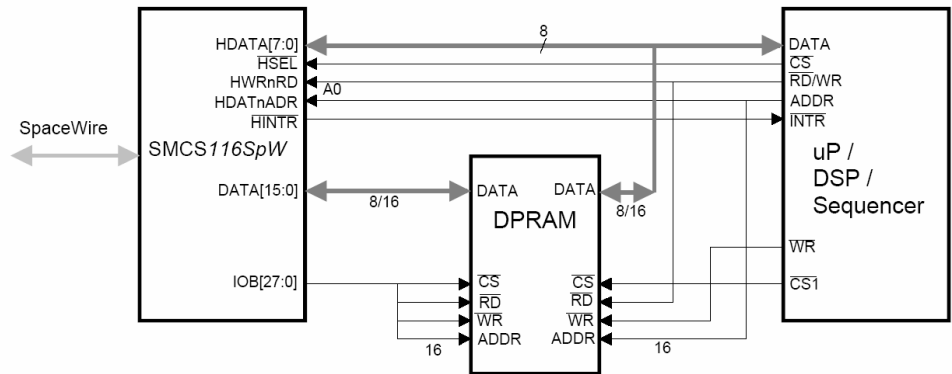 SpaceWire
SMCS116SpW
HDATA[7:0]
HSEL
HWRnRD
HDATnADR
HINTR
DATA[15:0]
IOB[27:0]
8
A0
8/16
8/16
16
16
DATA
DATA
DPRAM
CS
RD
WR
ADDR
CS
RD
WR
ADDR
DATA
CS
RD/WR
ADDR
INTR
uP /
DSP /
Sequencer
WR
CS1